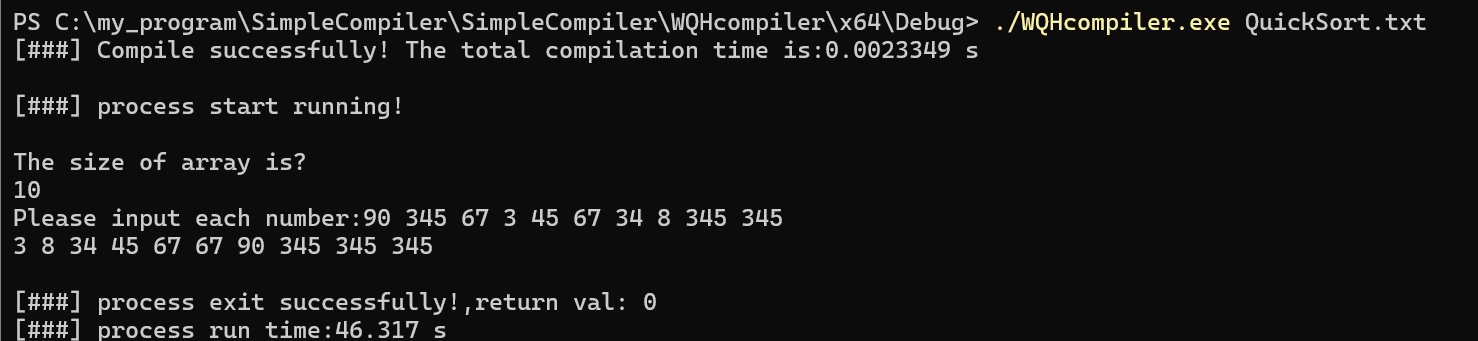 PS C:\my_program\SimpleCompiler\SimpleCompiler\WQHcompiler\x64\Debug> ./WQHcompiler.exe QuickSort.txt
[###] Compile successfully! The total compilation time is:0.0023349 s
[###] process start running!
The size of array is?
10
Please input each number:90 345 67 3 45 67 34 8 345 345
3 8 34 45 67 67 90 345 345 345
[###] process exit successfully!,return val: 0
[###] process run time:46.317 s